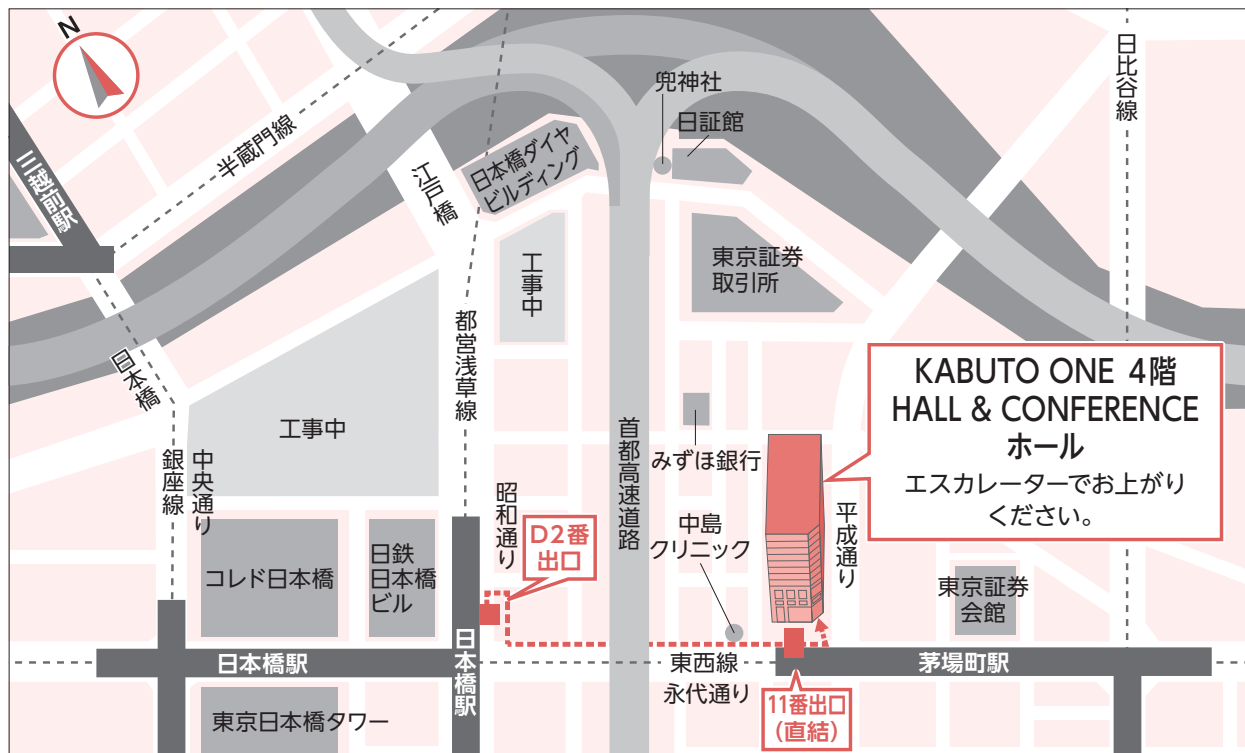 N
半蔵門線
三越前駅
江戸橋
日本橋ダイヤ
ビルディング
兜神社
日証館
日比谷線
東京証券
取引所
工事中
都営浅草線
日本橋
工事中
銀座線
中央通り
昭和通り
首都高速道路
みずほ銀行
KABUTO ONE 4階
HALL & CONFERENCE
ホール
エスカレーターでお上がり
ください。
平成通り
中島
クリニック
D2番
出口
コレド日本橋
日鉄
日本橋
ビル
東京証券
会館
日本橋駅
日本橋駅
東西線
永代通り
茅場町駅
11番出口
(直結)
東京日本橋タワー